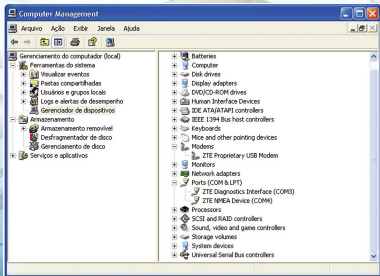 Computer Management
Arquivo Ação Exibir Janela Ajuda
Gerenciamento do computador (local)
Ferramentas do sistema
Visualizar eventos
Pastas compartilhadas
Usuários e grupos locais
Logs e alertas de desempenho
Gerenciador de dispositivos
Armazenamento
Armazenamento removível
Desfragmentador de disco
Gerenciamento de disco
Serviços e aplicativos
Batteries
Computer
Disk drives
Display adapters
DVD/CD-ROM drives
Human Interface Devices
IDE ATA/ATAPI controllers
IEEE 1394 Bus host controllers
Keyboards
Mice and other pointing devices
Modems
ZTE Proprietary USB Modem
Monitors
Network adapters
Ports (COM & LPT)
ZTE Diagnostics Interface (COM3)
ZTE NMEA Device (COM4)
Processors
SCSI and RAID controllers
Sound, video and game controllers
Storage volumes
System devices
Universal Serial Bus controllers